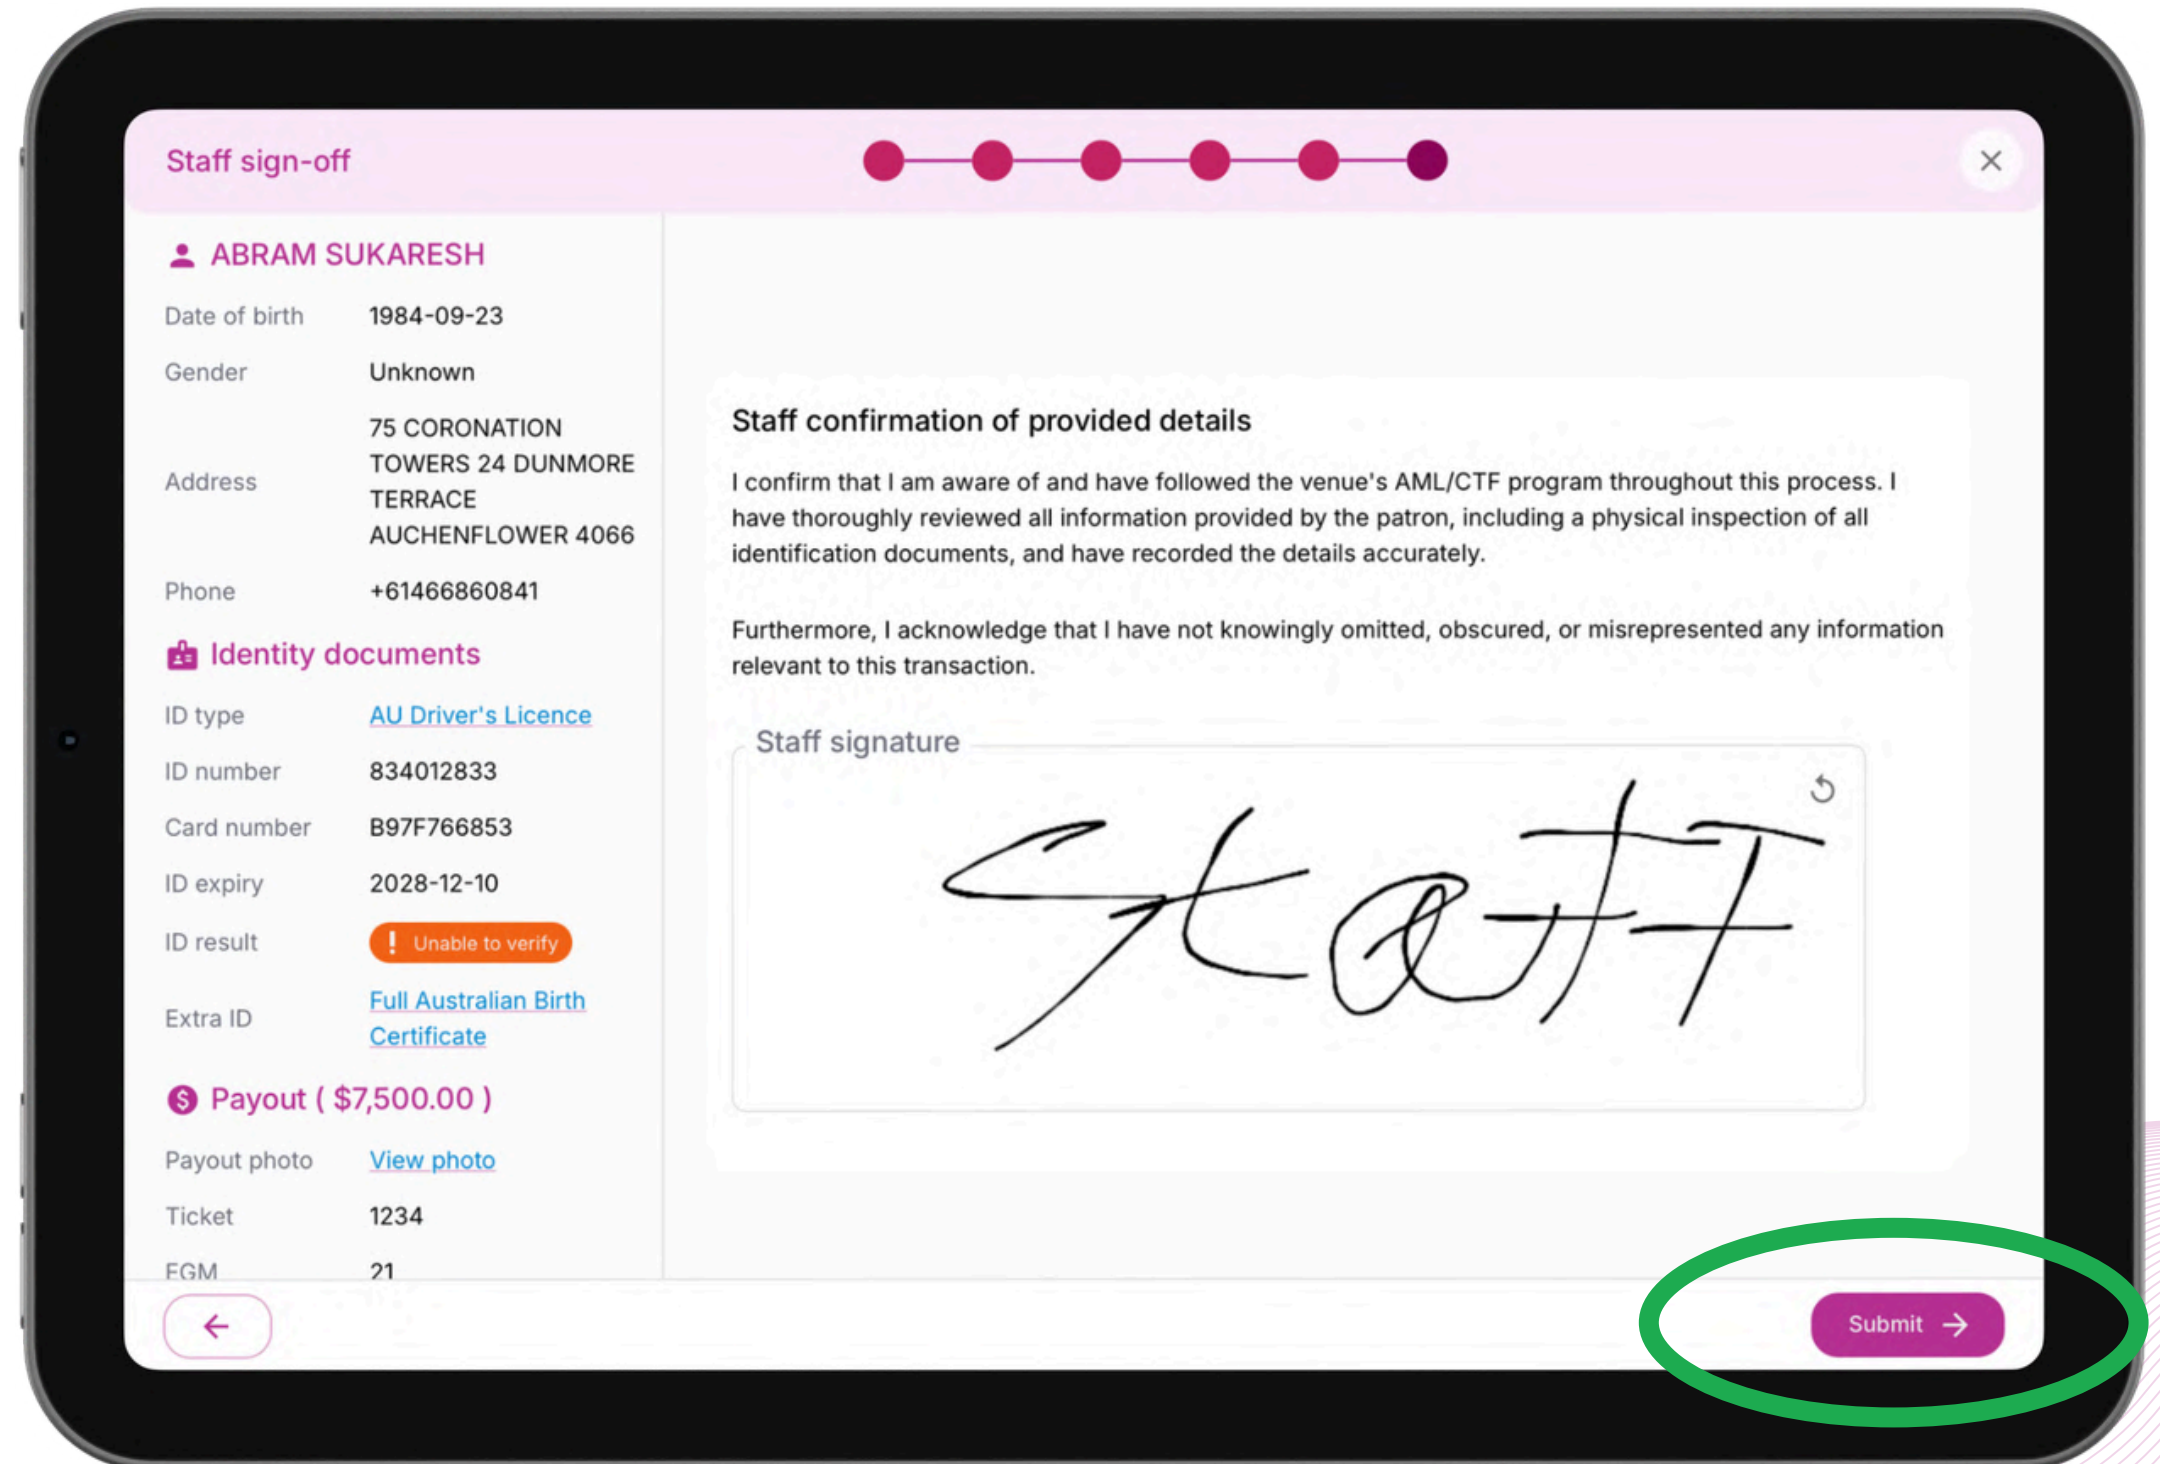 Staff sign-off
ABRAM SUKARESH
Date of birth 1984-09-23
Gender Unknown
Address 75 CORONATION
TOWERS 24 DUNMORE
TERRACE
AUCHENFLOWER 4066
Phone +61466860841
Identity documents
ID type AU Driver's Licence
ID number 834012833
Card number B97F766853
ID expiry 2028-12-10
ID result ! Unable to verify
Extra ID Full Australian Birth
Certificate
$ Payout ( $7,500.00 )
Payout photo View photo
Ticket 1234
EGM 21
Staff confirmation of provided details
I confirm that I am aware of and have followed the venue's AML/CTF program throughout this process. I
have thoroughly reviewed all information provided by the patron, including a physical inspection of all
identification documents, and have recorded the details accurately.
Furthermore, I acknowledge that I have not knowingly omitted, obscured, or misrepresented any information
relevant to this transaction.
Staff signature
Staff
Submit